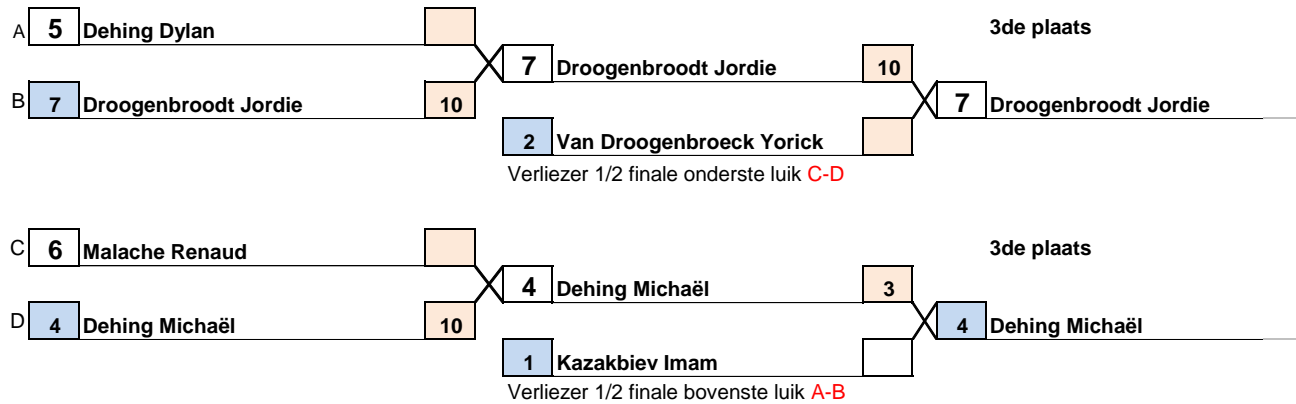 A 5 Dehing Dylan 3de plaats
7 Droogenbroodt Jordie 10
B 7 Droogenbroodt Jordie 10 7 Droogenbroodt Jordie
2 Van Droogenbroeck Yorick
Verliezer 1/2 finale onderste luik C-D
C 6 Malache Renaud 3de plaats
4 Dehing Michaël 3
D 4 Dehing Michaël 10 4 Dehing Michaël
1 Kazakbiev Imam
Verliezer 1/2 finale bovenste luik A-B